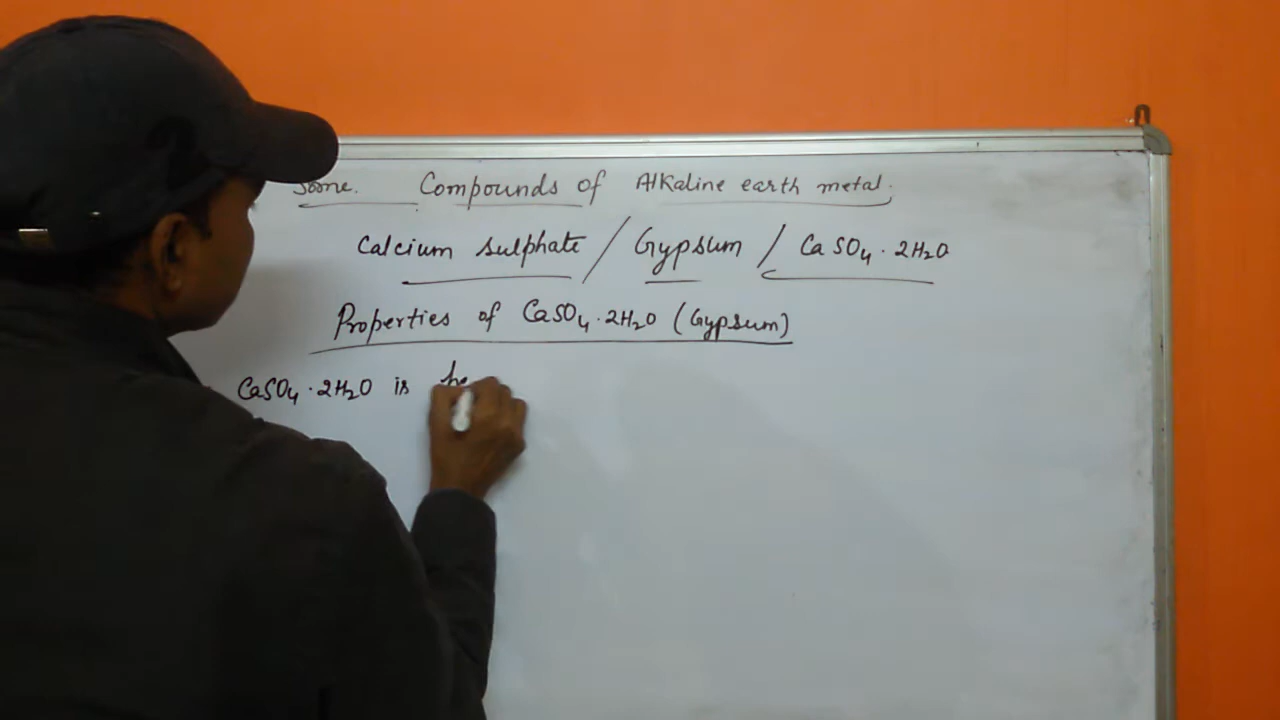 Some. Compounds of Alkaline earth metal.
Calcium sulphate / Gypsum / CaSO₄·2H₂O
Properties of CaSO₄·2H₂O (Gypsum)
CaSO₄·2H₂O is